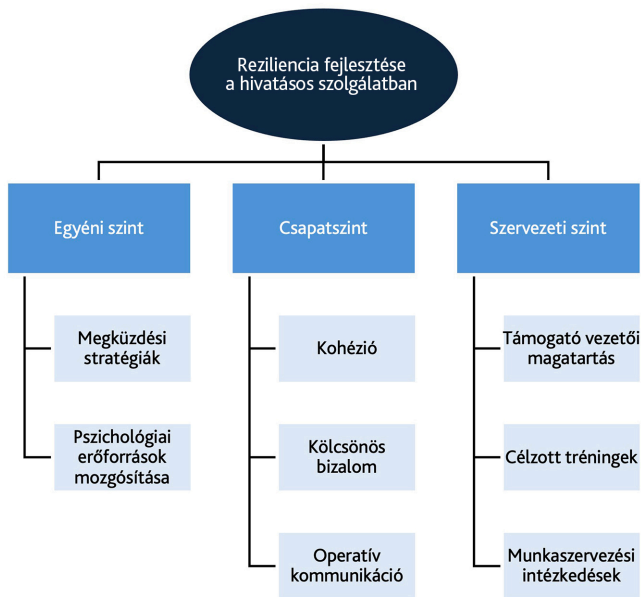 Reziliencia fejlesztése
a hivatásos szolgálatban
Egyéni szint
Csapatszint
Szervezeti szint
Megküzdési
stratégiák
Kohézió
Támogató vezetői
magatartás
Pszichológiai
erőforrások
mozgósítása
Kölcsönös
bizalom
Célzott tréningek
Operatív
kommunikáció
Munkaszervezési
intézkedések